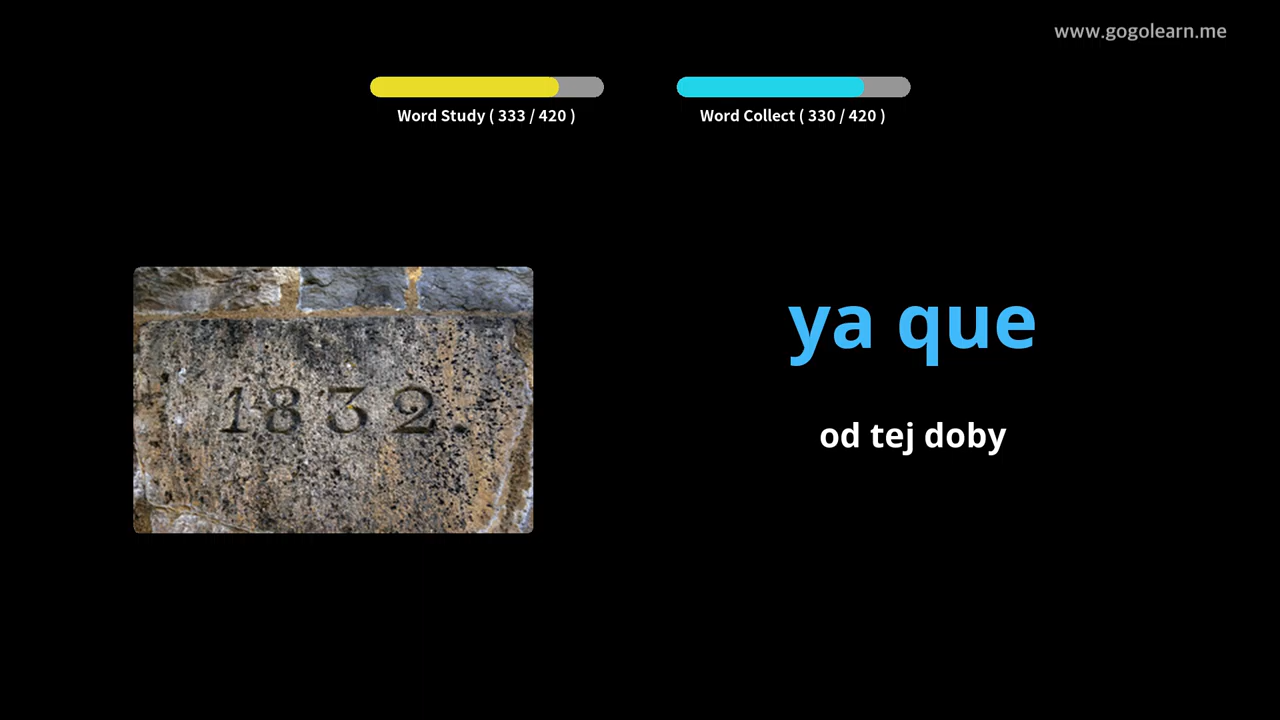 www.gogolearn.me
Word Study ( 333 / 420 )
Word Collect ( 330 / 420 )
1832.
ya que
od tej doby